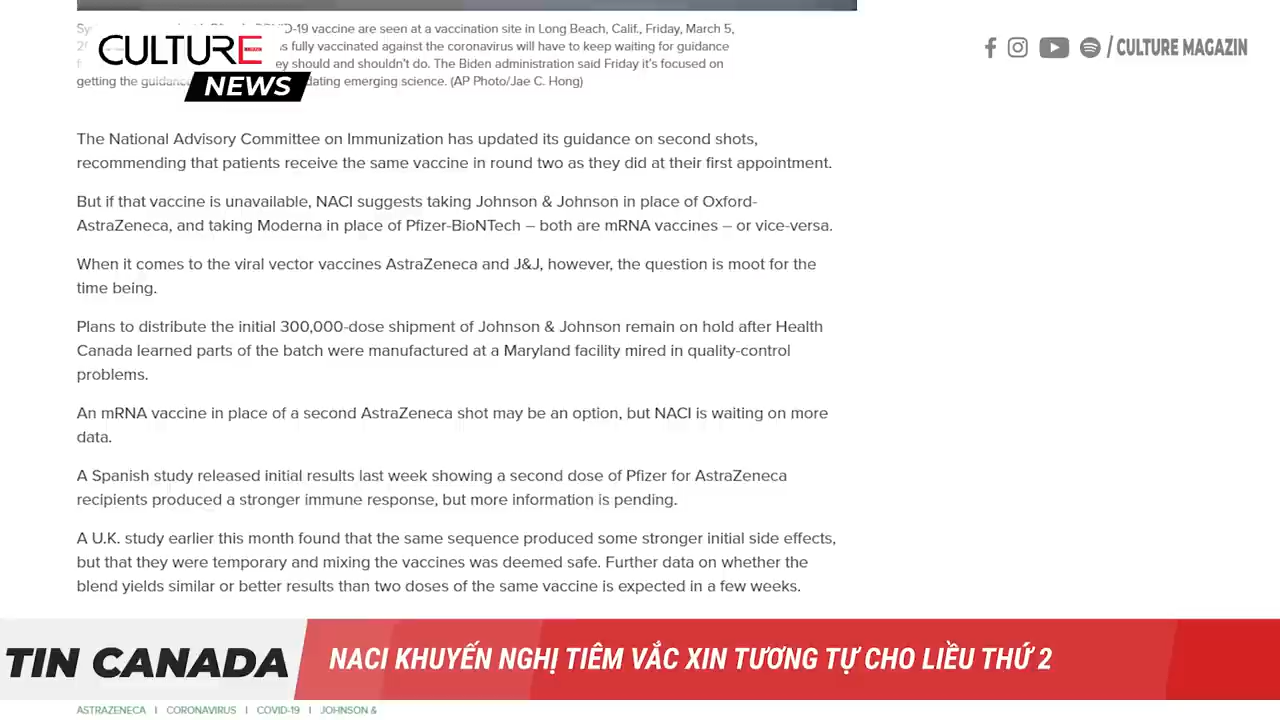 COVID-19 vaccine are seen at a vaccination site in Long Beach, Calif., Friday, March 5,
fully vaccinated against the coronavirus will have to keep waiting for guidance
they should and shouldn't do. The Biden administration said Friday it's focused on
getting the guidance updating emerging science. (AP Photo/Jae C. Hong)
CULTURE
NEWS
/ CULTURE MAGAZIN
The National Advisory Committee on Immunization has updated its guidance on second shots,
recommending that patients receive the same vaccine in round two as they did at their first appointment.
But if that vaccine is unavailable, NACI suggests taking Johnson & Johnson in place of Oxford-
AstraZeneca, and taking Moderna in place of Pfizer-BioNTech – both are mRNA vaccines – or vice-versa.
When it comes to the viral vector vaccines AstraZeneca and J&J, however, the question is moot for the
time being.
Plans to distribute the initial 300,000-dose shipment of Johnson & Johnson remain on hold after Health
Canada learned parts of the batch were manufactured at a Maryland facility mired in quality-control
problems.
An mRNA vaccine in place of a second AstraZeneca shot may be an option, but NACI is waiting on more
data.
A Spanish study released initial results last week showing a second dose of Pfizer for AstraZeneca
recipients produced a stronger immune response, but more information is pending.
A U.K. study earlier this month found that the same sequence produced some stronger initial side effects,
but that they were temporary and mixing the vaccines was deemed safe. Further data on whether the
blend yields similar or better results than two doses of the same vaccine is expected in a few weeks.
TIN CANADA
NACI KHUYẾN NGHỊ TIÊM VẮC XIN TƯƠNG TỰ CHO LIỀU THỨ 2
ASTRAZENECA | CORONAVIRUS | COVID-19 | JOHNSON &